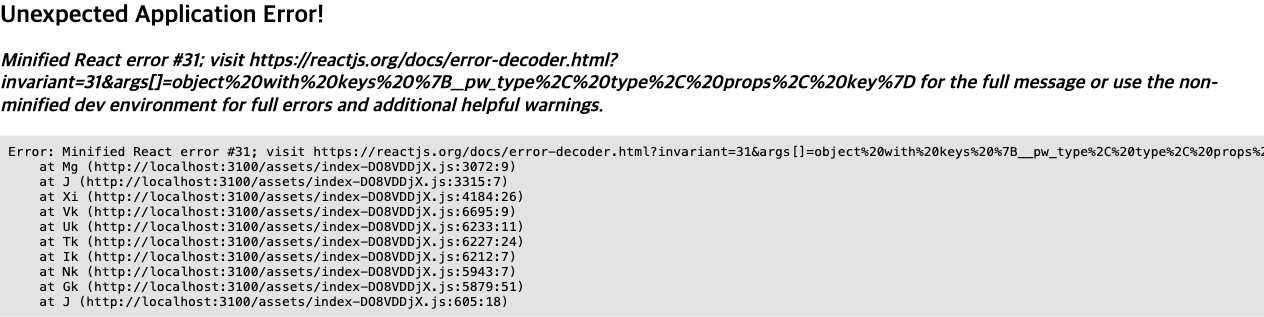 Unexpected Application Error!
Minified React error #31; visit https://reactjs.org/docs/error-decoder.html?
invariant=31&args[]=object%20with%20keys%20%7B__pw_type%2C%20type%2C%20props%2C%20key%7D for the full message or use the non-
minified dev environment for full errors and additional helpful warnings.
Error: Minified React error #31; visit https://reactjs.org/docs/error-decoder.html?invariant=31&args[]=object%20with%20keys%20%7B__pw_type%2C%20type%2C%20props%2
at Mg (http://localhost:3100/assets/index-DO8VDDjX.js:3072:9)
at J (http://localhost:3100/assets/index-DO8VDDjX.js:3315:7)
at Xi (http://localhost:3100/assets/index-DO8VDDjX.js:4184:26)
at Vk (http://localhost:3100/assets/index-DO8VDDjX.js:6695:9)
at Uk (http://localhost:3100/assets/index-DO8VDDjX.js:6233:11)
at Tk (http://localhost:3100/assets/index-DO8VDDjX.js:6227:24)
at Ik (http://localhost:3100/assets/index-DO8VDDjX.js:6212:7)
at Nk (http://localhost:3100/assets/index-DO8VDDjX.js:5943:7)
at Gk (http://localhost:3100/assets/index-DO8VDDjX.js:5879:51)
at J (http://localhost:3100/assets/index-DO8VDDjX.js:605:18)